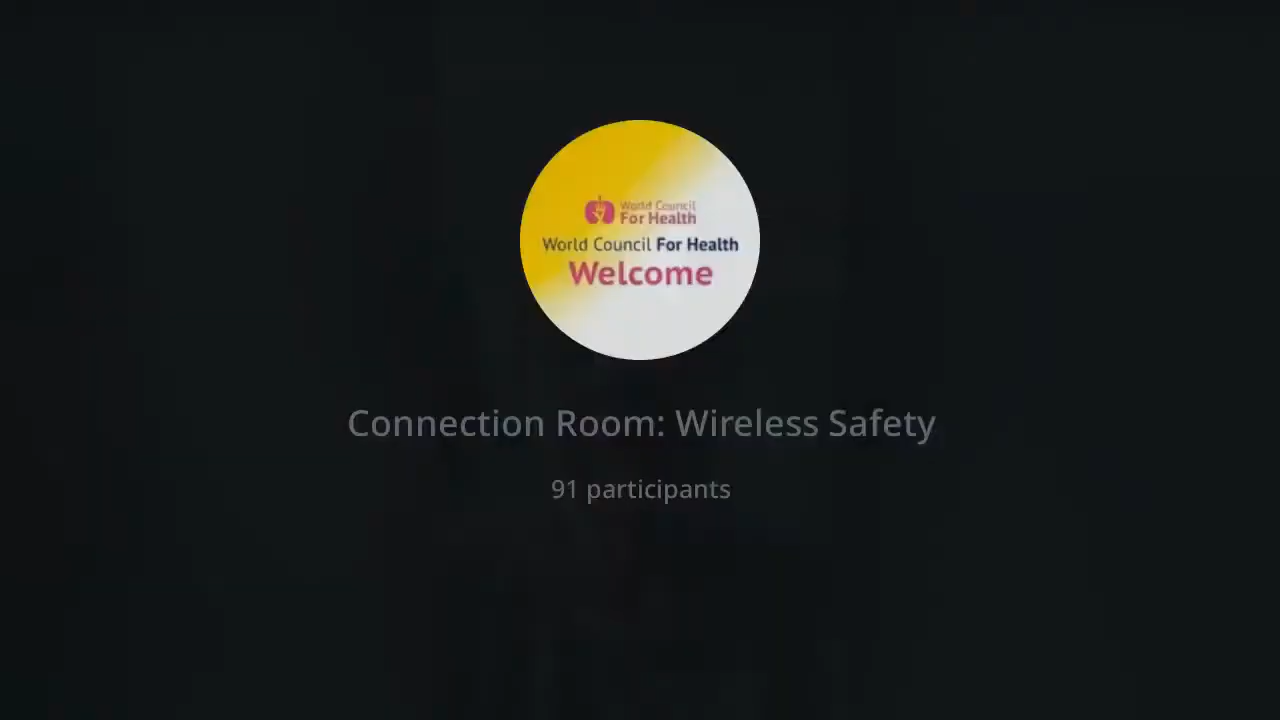 World Council
For Health
World Council For Health
Welcome
Connection Room: Wireless Safety
91 participants